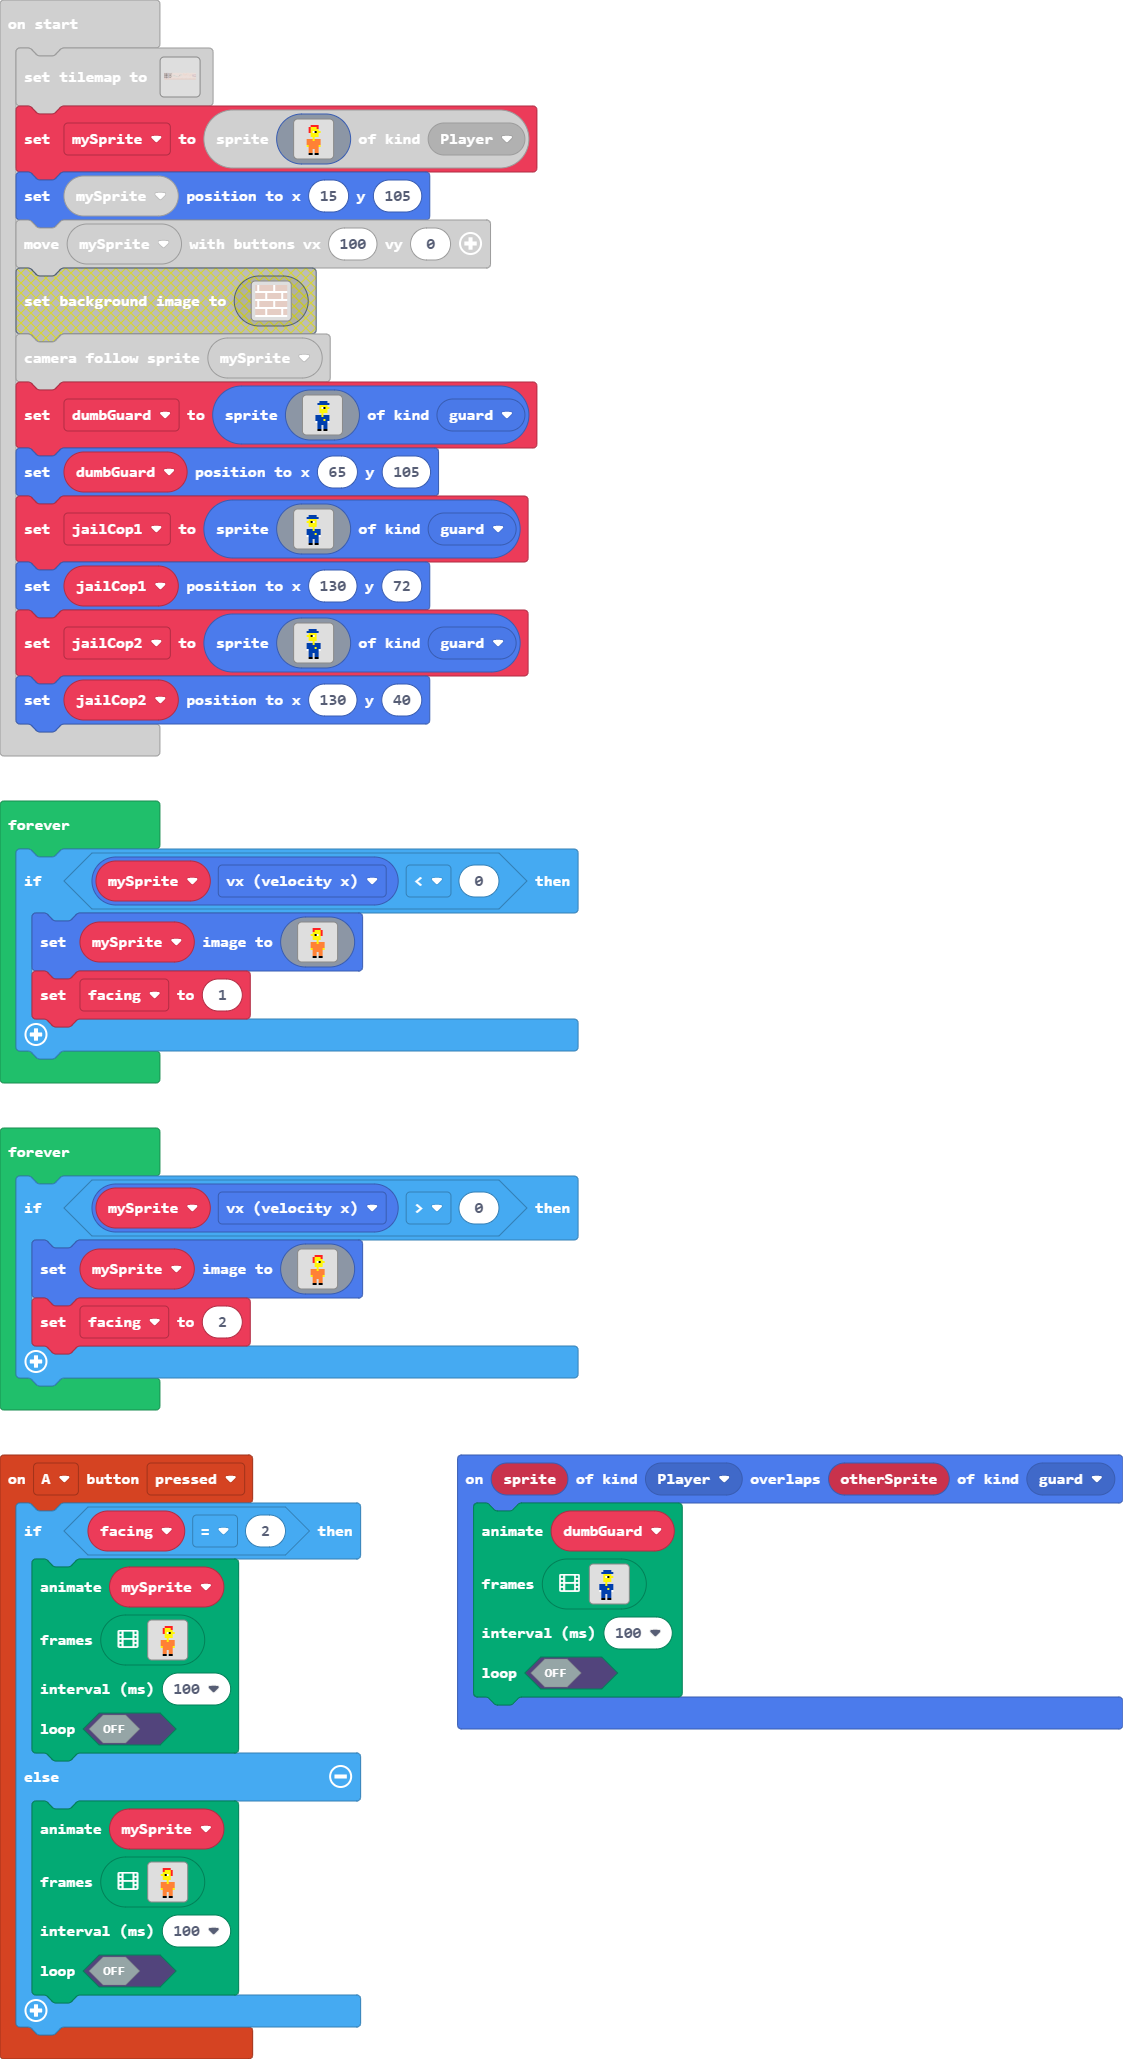 on start
set tilemap to
set mySprite to sprite of kind Player
set mySprite position to x 15 y 105
move mySprite with buttons vx 100 vy 0
set background image to
camera follow sprite mySprite
set dumbGuard to sprite of kind guard
set dumbGuard position to x 65 y 105
set jailCop1 to sprite of kind guard
set jailCop1 position to x 130 y 72
set jailCop2 to sprite of kind guard
set jailCop2 position to x 130 y 40
forever
if mySprite vx (velocity x) < 0 then
set mySprite image to
set facing to 1
forever
if mySprite vx (velocity x) > 0 then
set mySprite image to
set facing to 2
on A button pressed
if facing = 2 then
animate mySprite
frames
interval (ms) 100
loop OFF
else
animate mySprite
frames
interval (ms) 100
loop OFF
on sprite of kind Player overlaps otherSprite of kind guard
animate dumbGuard
frames
interval (ms) 100
loop OFF